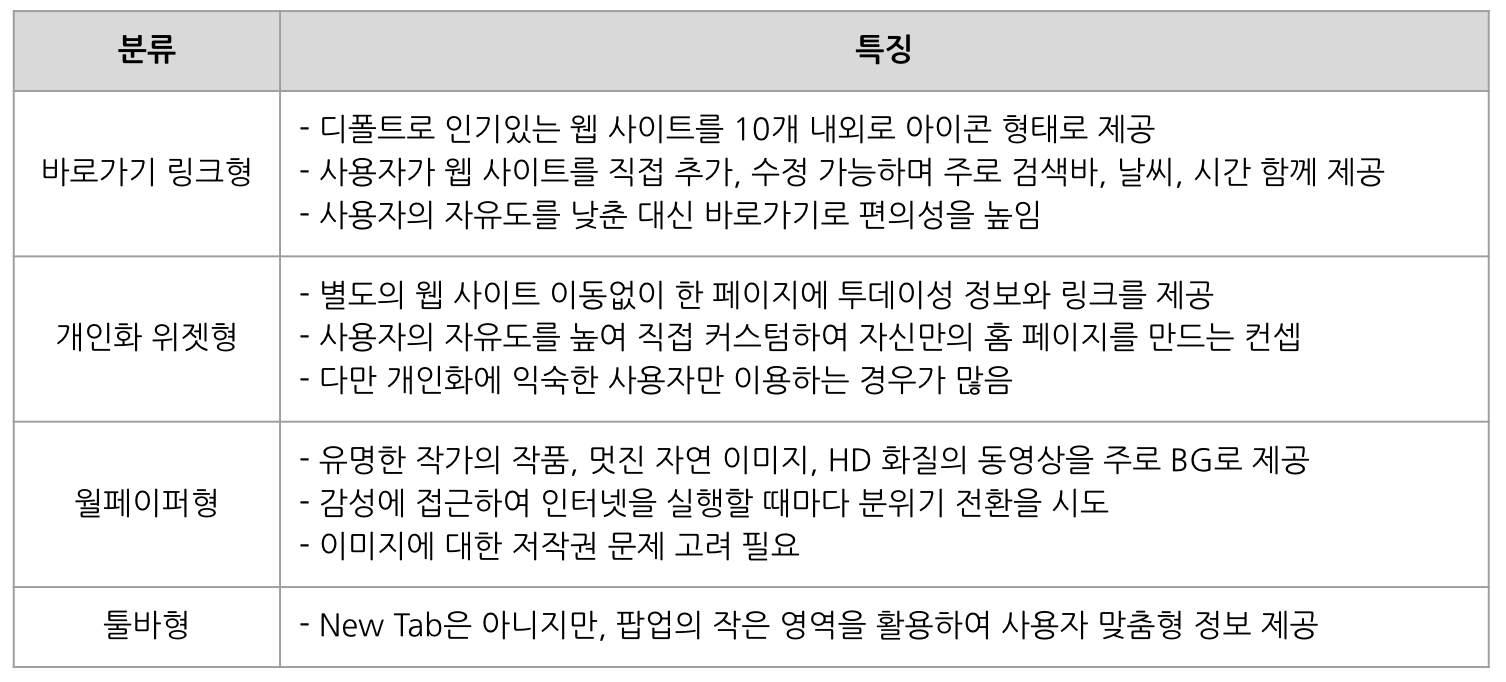 분류
특징
바로가기 링크형
- 디폴트로 인기있는 웹 사이트를 10개 내외로 아이콘 형태로 제공
- 사용자가 웹 사이트를 직접 추가, 수정 가능하며 주로 검색바, 날씨, 시간 함께 제공
- 사용자의 자유도를 낮춘 대신 바로가기로 편의성을 높임
개인화 위젯형
- 별도의 웹 사이트 이동없이 한 페이지에 투데이성 정보와 링크를 제공
- 사용자의 자유도를 높여 직접 커스텀하여 자신만의 홈 페이지를 만드는 컨셉
- 다만 개인화에 익숙한 사용자만 이용하는 경우가 많음
월페이퍼형
- 유명한 작가의 작품, 멋진 자연 이미지, HD 화질의 동영상을 주로 BG로 제공
- 감성에 접근하여 인터넷을 실행할 때마다 분위기 전환을 시도
- 이미지에 대한 저작권 문제 고려 필요
툴바형
- New Tab은 아니지만, 팝업의 작은 영역을 활용하여 사용자 맞춤형 정보 제공